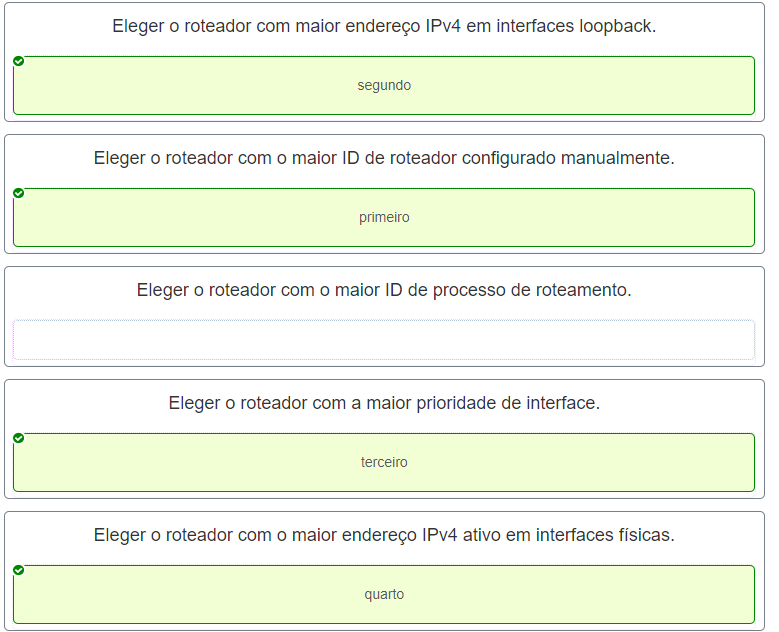 Eleger o roteador com maior endereço IPv4 em interfaces loopback.
segundo
Eleger o roteador com o maior ID de roteador configurado manualmente.
primeiro
Eleger o roteador com o maior ID de processo de roteamento.
Eleger o roteador com a maior prioridade de interface.
terceiro
Eleger o roteador com o maior endereço IPv4 ativo em interfaces físicas.
quarto